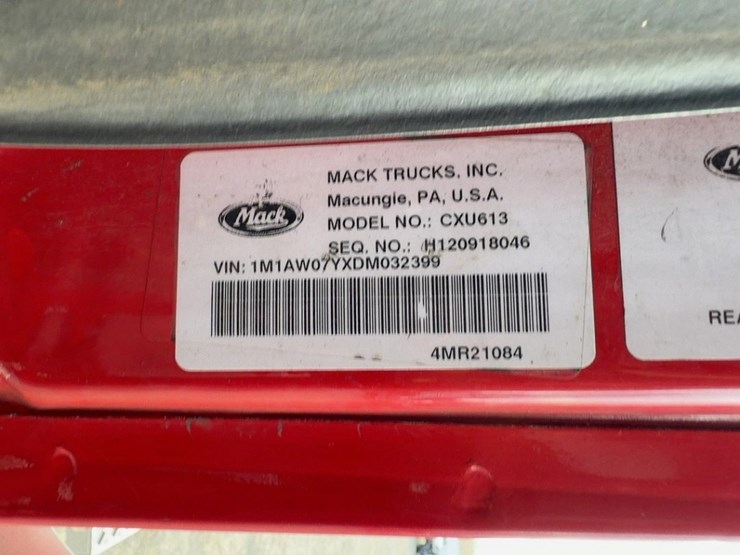 Mack
MACK TRUCKS, INC.
Macungie, PA, U.S.A.
MODEL NO.: CXU613
SEQ. NO.: H120918046
VIN: 1M1AW07YXDM032399
4MR21084
M
REA